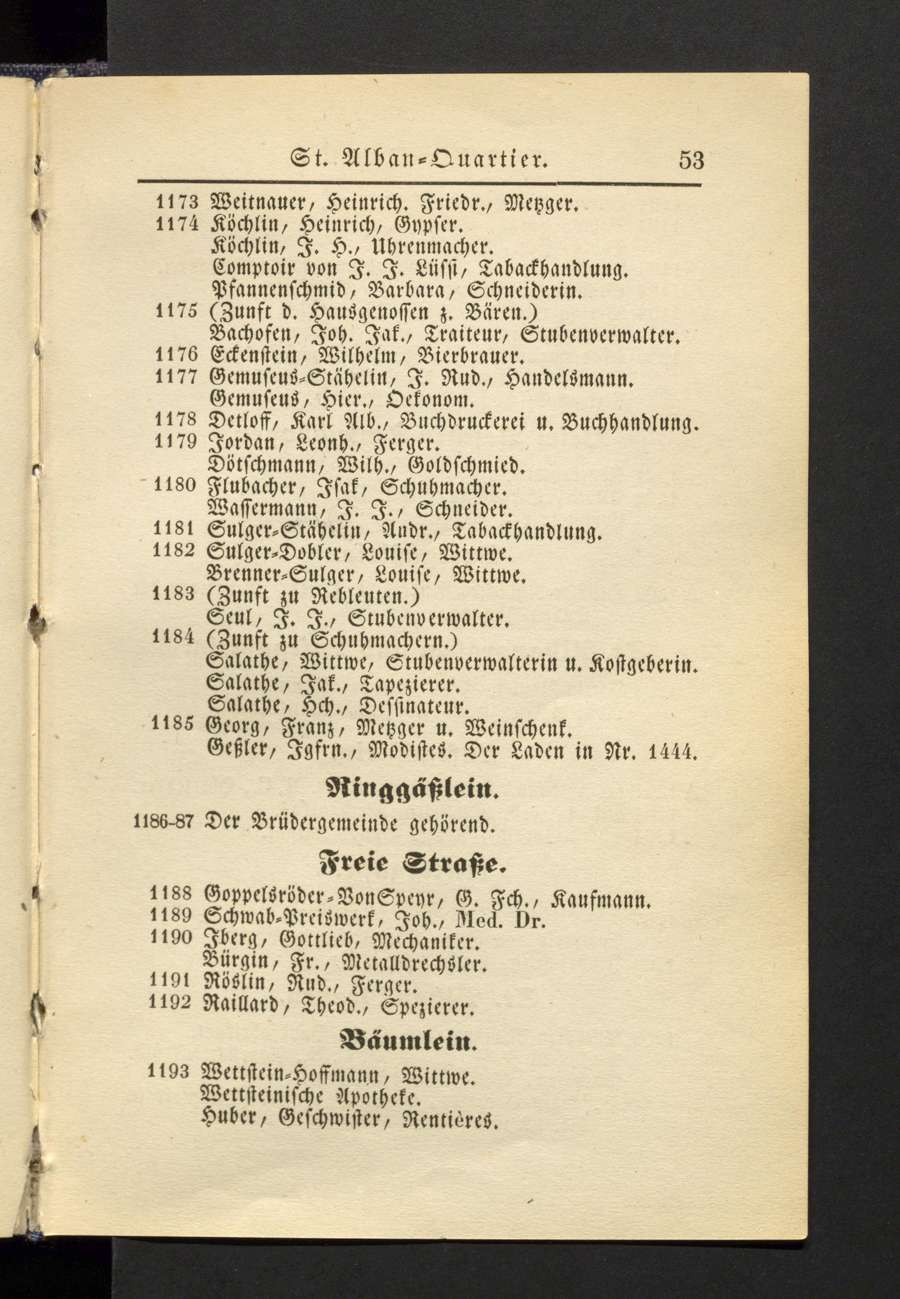 St. Alban-Quartier. 53
1173 Weitnauer, Heinrich. Friedr., Metzger.
1174 Köchlin, Heinrich, Gypser.
Köchlin, J. H., Uhrenmacher.
Comptoir von J. J. Lüssi, Tabackhandlung.
Pfannenschmid, Barbara, Schneiderin.
1175 (Zunft d. Hausgenossen z. Bären.)
Bachofen, Joh. Jak., Traiteur, Stubenverwalter.
1176 Eckenstein, Wilhelm, Bierbrauer.
1177 Gemuseus-Stähelin, J. Rud., Handelsmann.
Gemuseus, Hier., Oekonom.
1178 Detloff, Karl Alb., Buchdruckerei u. Buchhandlung.
1179 Jordan, Leonh., Ferger.
Dötschmann, Wilh., Goldschmied.
1180 Flubacher, Isak, Schuhmacher.
Wassermann, J. J., Schneider.
1181 Sulger-Stähelin, Andr., Tabackhandlung.
1182 Sulger-Dobler, Louise, Wittwe.
Brenner-Sulger, Louise, Wittwe.
1183 (Zunft zu Rebleuten.)
Seul, J. J., Stubenverwalter.
1184 (Zunft zu Schuhmachern.)
Salathe, Wittwe, Stubenverwalterin u. Kostgeberin.
Salathe, Jak., Tapezierer.
Salathe, Hch., Dessinateur.
1185 Georg, Franz, Metzger u. Weinschenk.
Geßler, Jgfrn., Modistes. Der Laden in Nr. 1444.
Ringgäßlein.
1186-87 Der Brüdergemeinde gehörend.
Freie Straße.
1188 Goppelsröder-VonSpeyr, G. Fch., Kaufmann.
1189 Schwab-Preiswerk, Joh., Med. Dr.
1190 Iberg, Gottlieb, Mechaniker.
Bürgin, Fr., Metalldrechsler.
1191 Röslin, Rud., Ferger.
1192 Raillard, Theod., Spezierer.
Bäumlein.
1193 Wettstein-Hoffmann, Wittwe.
Wettsteinische Apotheke.
Huber, Geschwister, Rentières.